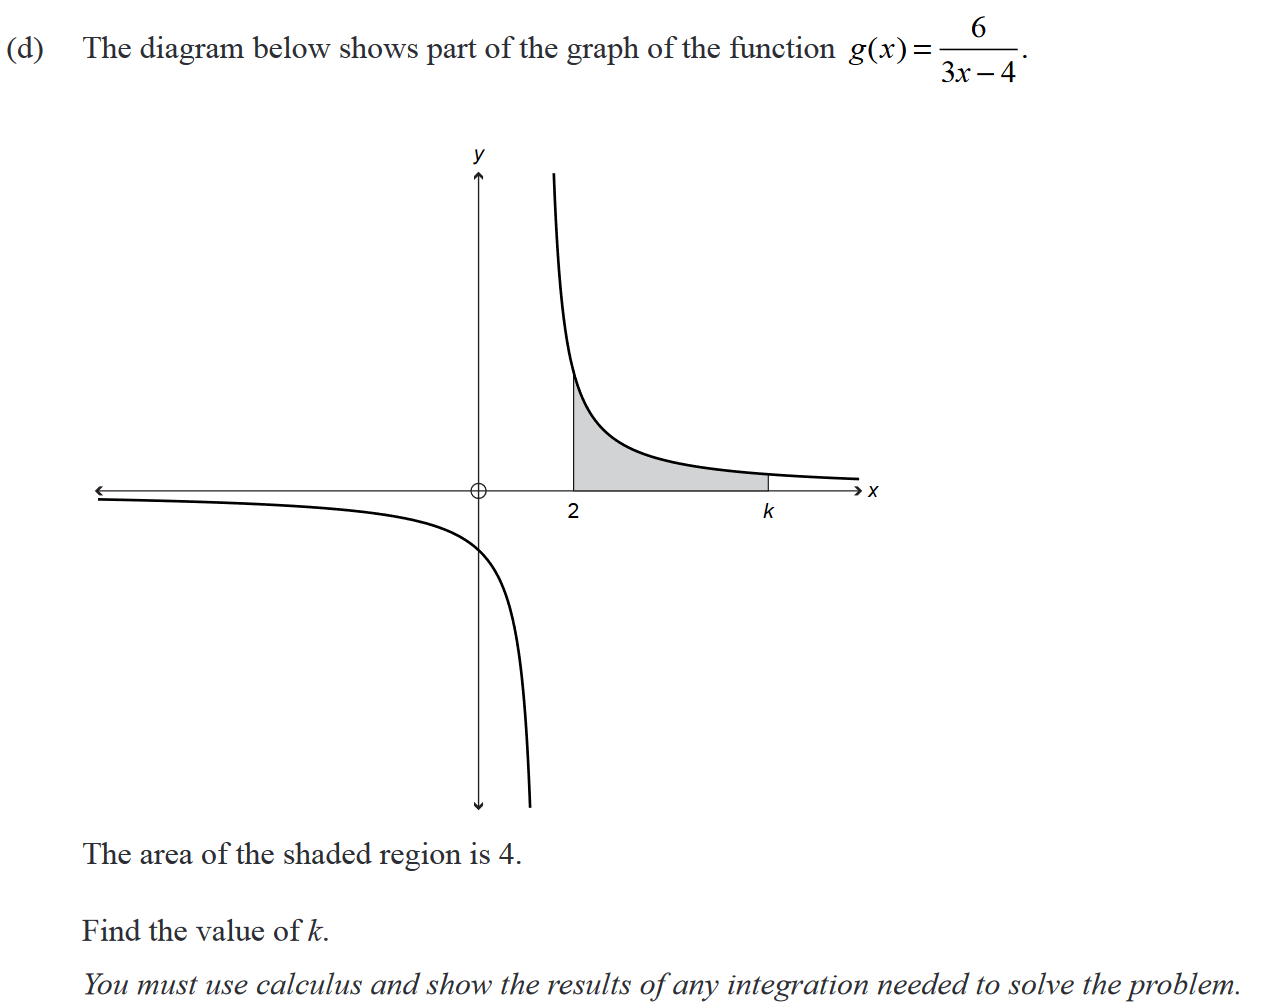 (d) The diagram below shows part of the graph of the function g(x) = 6/(3x – 4).
y
x
2
k
The area of the shaded region is 4.
Find the value of k.
You must use calculus and show the results of any integration needed to solve the problem.